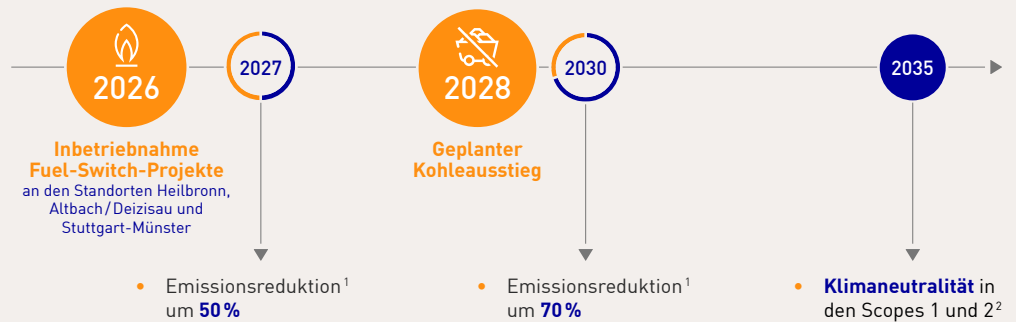 2026
2027
2028
2030
2035
Inbetriebnahme
Fuel-Switch-Projekte
an den Standorten Heilbronn,
Altbach/Deizisau und
Stuttgart-Münster
Geplanter
Kohleausstieg
• Emissionsreduktion¹
um 50 %
• Emissionsreduktion¹
um 70 %
• Klimaneutralität in
den Scopes 1 und 2²